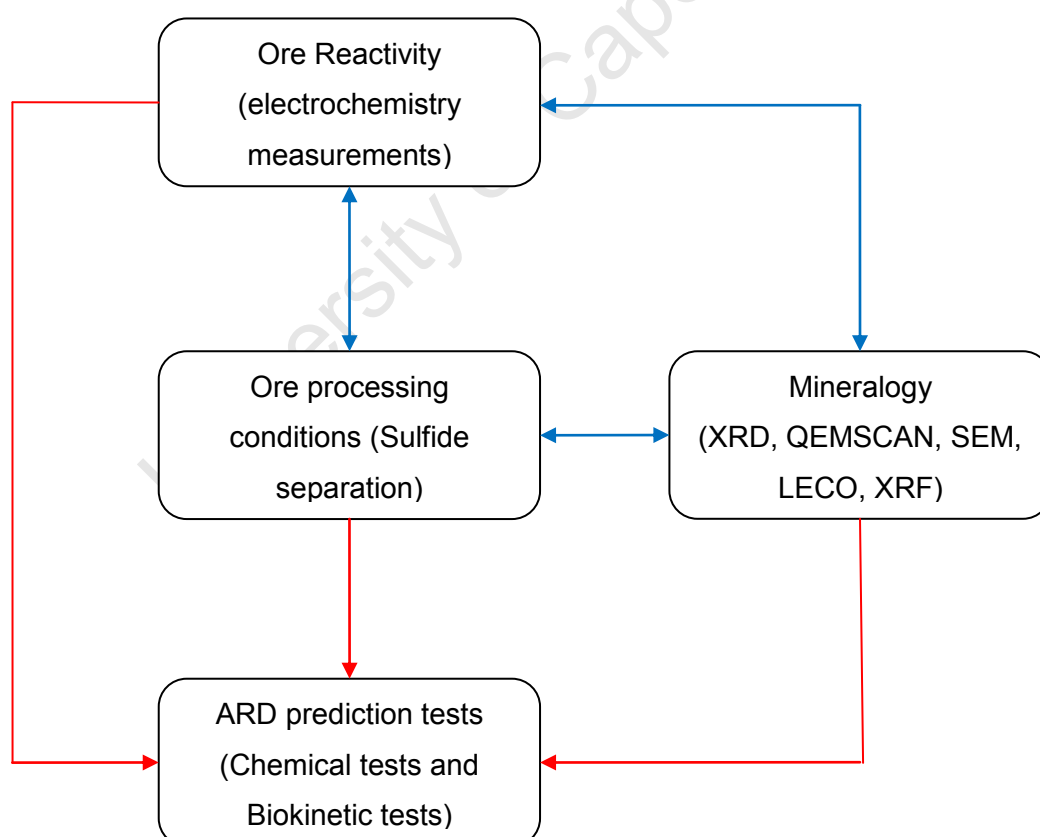 Ore Reactivity
(electrochemistry
measurements)
Ore processing
conditions (Sulfide
separation)
Mineralogy
(XRD, QEMSCAN, SEM,
LECO, XRF)
ARD prediction tests
(Chemical tests and
Biokinetic tests)